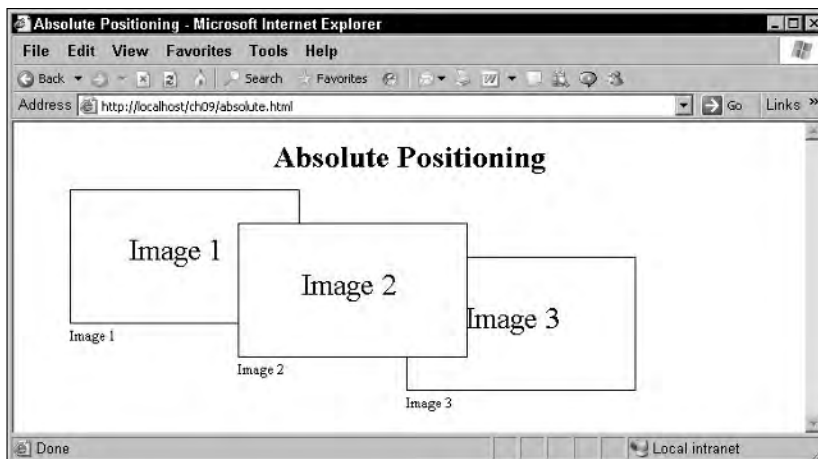 Absolute Positioning - Microsoft Internet Explorer
File Edit View Favorites Tools Help
Back Search Favorites
Address http://localhost/ch09/absolute.html Go Links »
Absolute Positioning
Image 1
Image 2
Image 3
Image 1
Image 2
Image 3
Done Local intranet